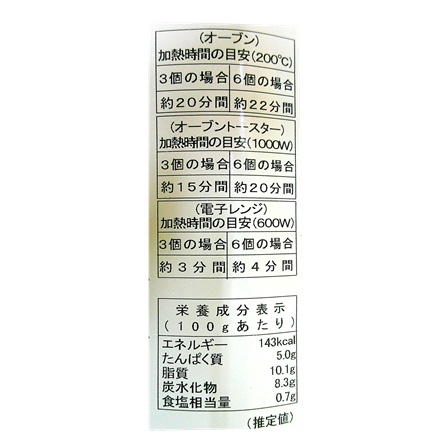 (オーブン)
加熱時間の目安(200℃)
3個の場合 6個の場合
約20分間 約22分間
(オーブントースター)
加熱時間の目安(1000W)
3個の場合 6個の場合
約15分間 約20分間
(電子レンジ)
加熱時間の目安(600W)
3個の場合 6個の場合
約3分間 約4分間
栄養成分表示
(100gあたり)
エネルギー 143kcal
たんぱく質 5.0g
脂質 10.1g
炭水化物 8.3g
食塩相当量 0.7g
(推定値)